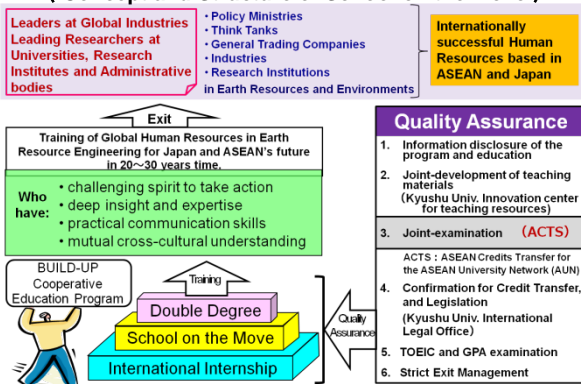 Leaders at Global Industries
Leading Researchers at
Universities, Research
Institutes and Administrative
bodies
・Policy Ministries
・Think Tanks
・General Trading Companies
・Industries
・Research Institutions
in Earth Resources and Environments
Internationally
successful Human
Resources based in
ASEAN and Japan
Exit
Training of Global Human Resources in Earth
Resource Engineering for Japan and ASEAN's future
in 20～30 years time.
Who
have:
• challenging spirit to take action
• deep insight and expertise
• practical communication skills
• mutual cross-cultural understanding
BUILD-UP
Cooperative
Education Program
Training
Double Degree
School on the Move
International Internship
Quality
Assurance
Quality Assurance
1. Information disclosure of the
program and education
2. Joint-development of teaching
materials
（Kyushu Univ. Innovation center
for teaching resources）
3. Joint-examination （ACTS）
ACTS：ASEAN Credits Transfer for
the ASEAN University Network (AUN)
4. Confirmation for Credit Transfer,
and Legislation
(Kyushu Univ. International
Legal Office）
5. TOEIC and GPA examination
6. Strict Exit Management